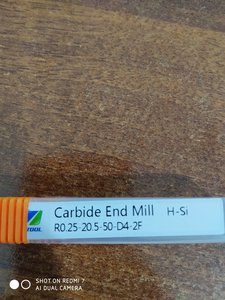 Carbide End Mill H-Si
TOOL
R0.25-20.5-50-D4-2F
SHOT ON REDMI 7
AI DUAL CAMERA